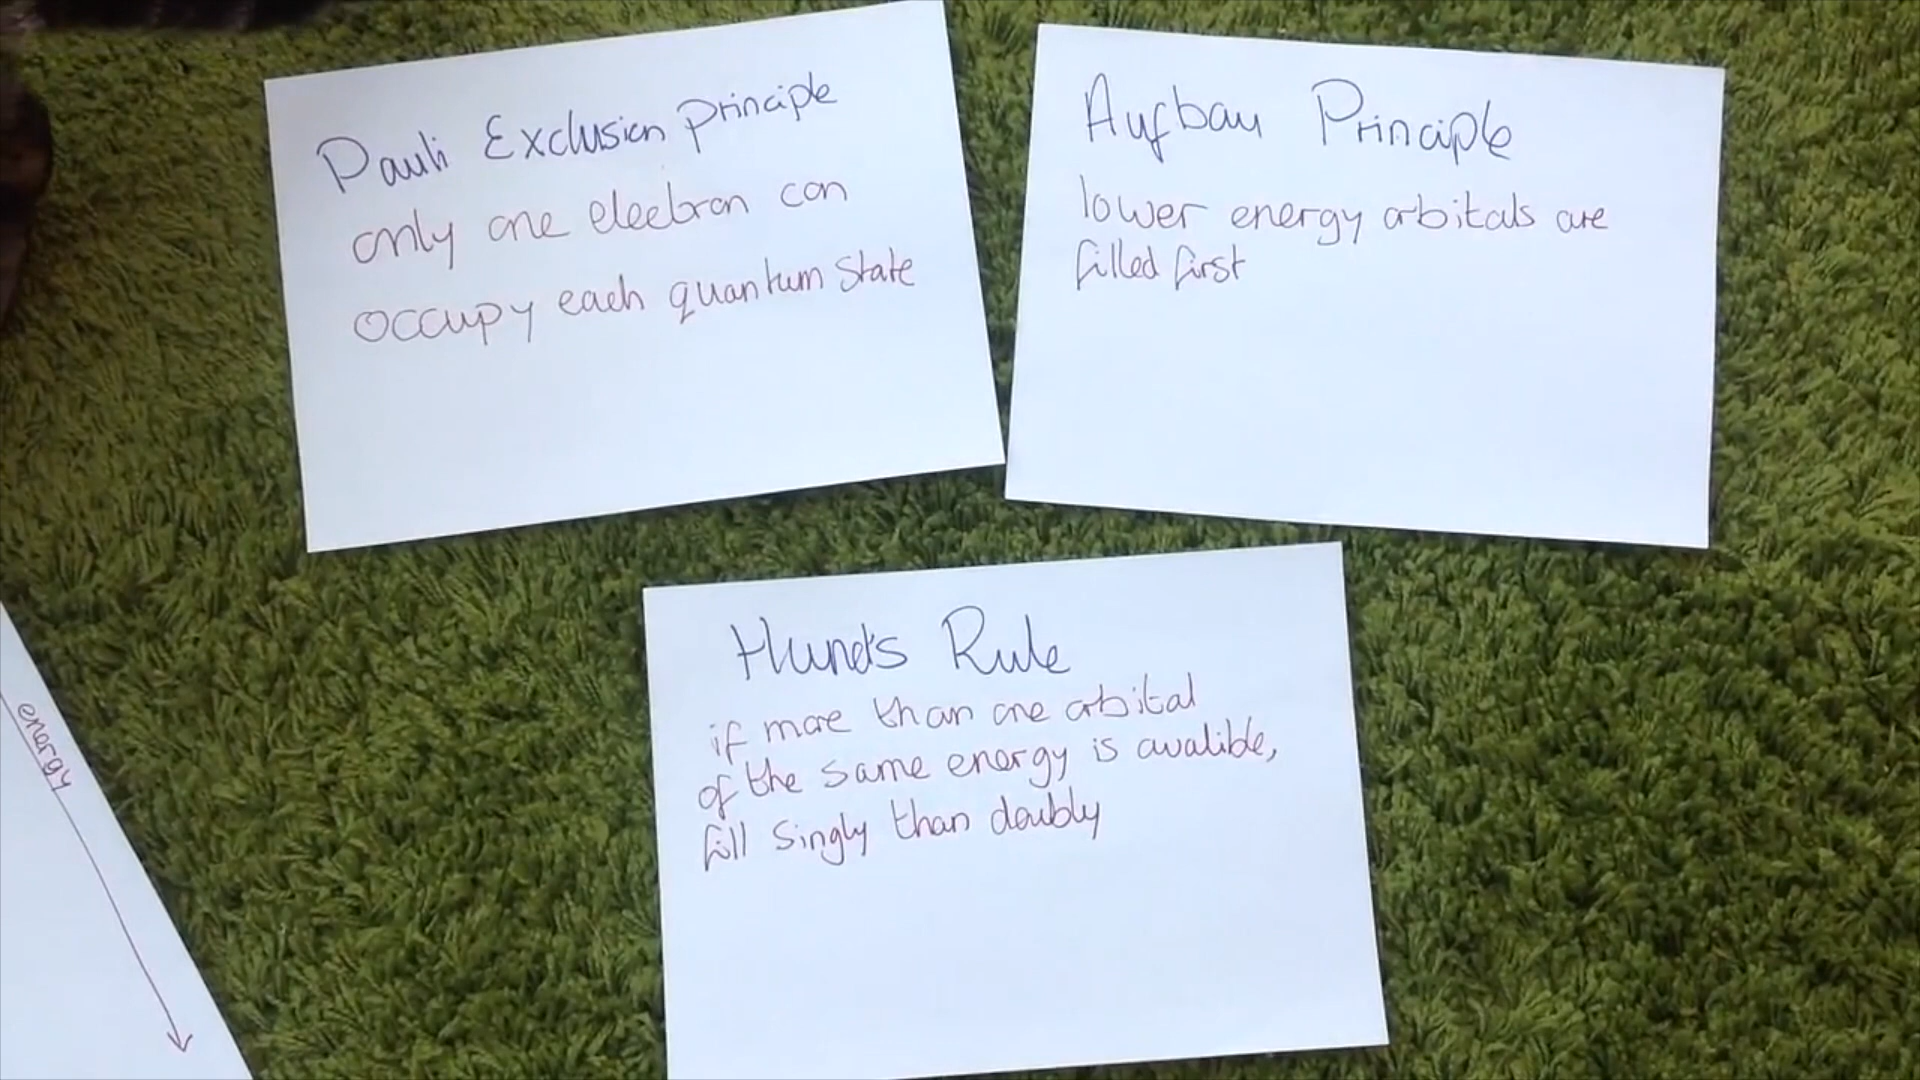 Pauli Exclusion Principle
only one electron can
occupy each quantum state
Aufbau Principle
lower energy orbitals are
filled first
Hund's Rule
if more than one orbital
of the same energy is avalible,
fill singly than doubly
energy